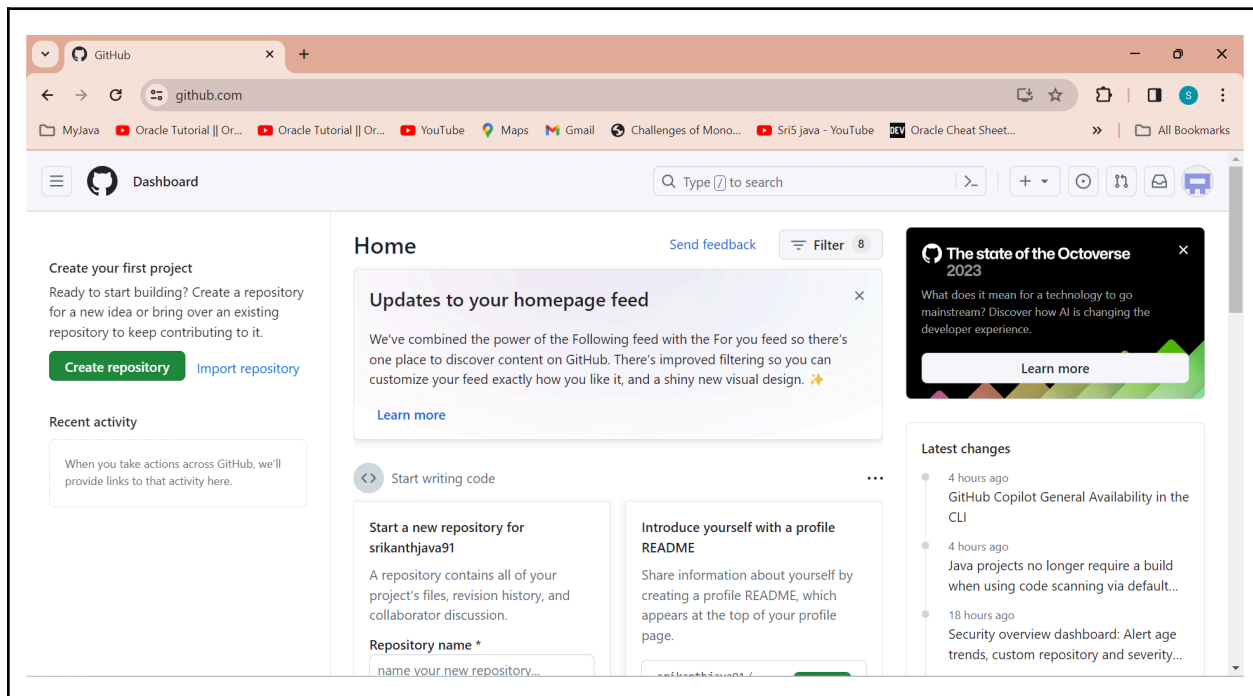 GitHub
github.com
MyJava
Oracle Tutorial || Or...
Oracle Tutorial || Or...
YouTube
Maps
Gmail
Challenges of Mono...
Sri5 java - YouTube
DEV
Oracle Cheat Sheet...
»
All Bookmarks
S
Dashboard
Type / to search
Create your first project
Ready to start building? Create a repository
for a new idea or bring over an existing
repository to keep contributing to it.
Create repository
Import repository
Recent activity
When you take actions across GitHub, we'll
provide links to that activity here.
Home
Send feedback
Filter 8
Updates to your homepage feed
We've combined the power of the Following
feed with the For you feed so there's
one place to discover content on GitHub. There's improved filtering so you can
customize your feed exactly how you like it, and a shiny new visual design. ✨
Learn more
Start writing code
Start a new repository for
srikanthjava91
A repository contains all of your
project's files, revision history, and
collaborator discussion.
Repository name *
name your new repository...
Introduce yourself with a profile
README
Share information about yourself by
creating a profile README, which
appears at the top of your profile
page.
srikanthjava91 /
The state of the Octoverse
2023
What does it mean for a technology to go
mainstream? Discover how AI is changing the
developer experience.
Learn more
Latest changes
4 hours ago
GitHub Copilot General Availability in the
CLI
4 hours ago
Java projects no longer require a build
when using code scanning via default...
18 hours ago
Security overview dashboard: Alert age
trends, custom repository and severity...